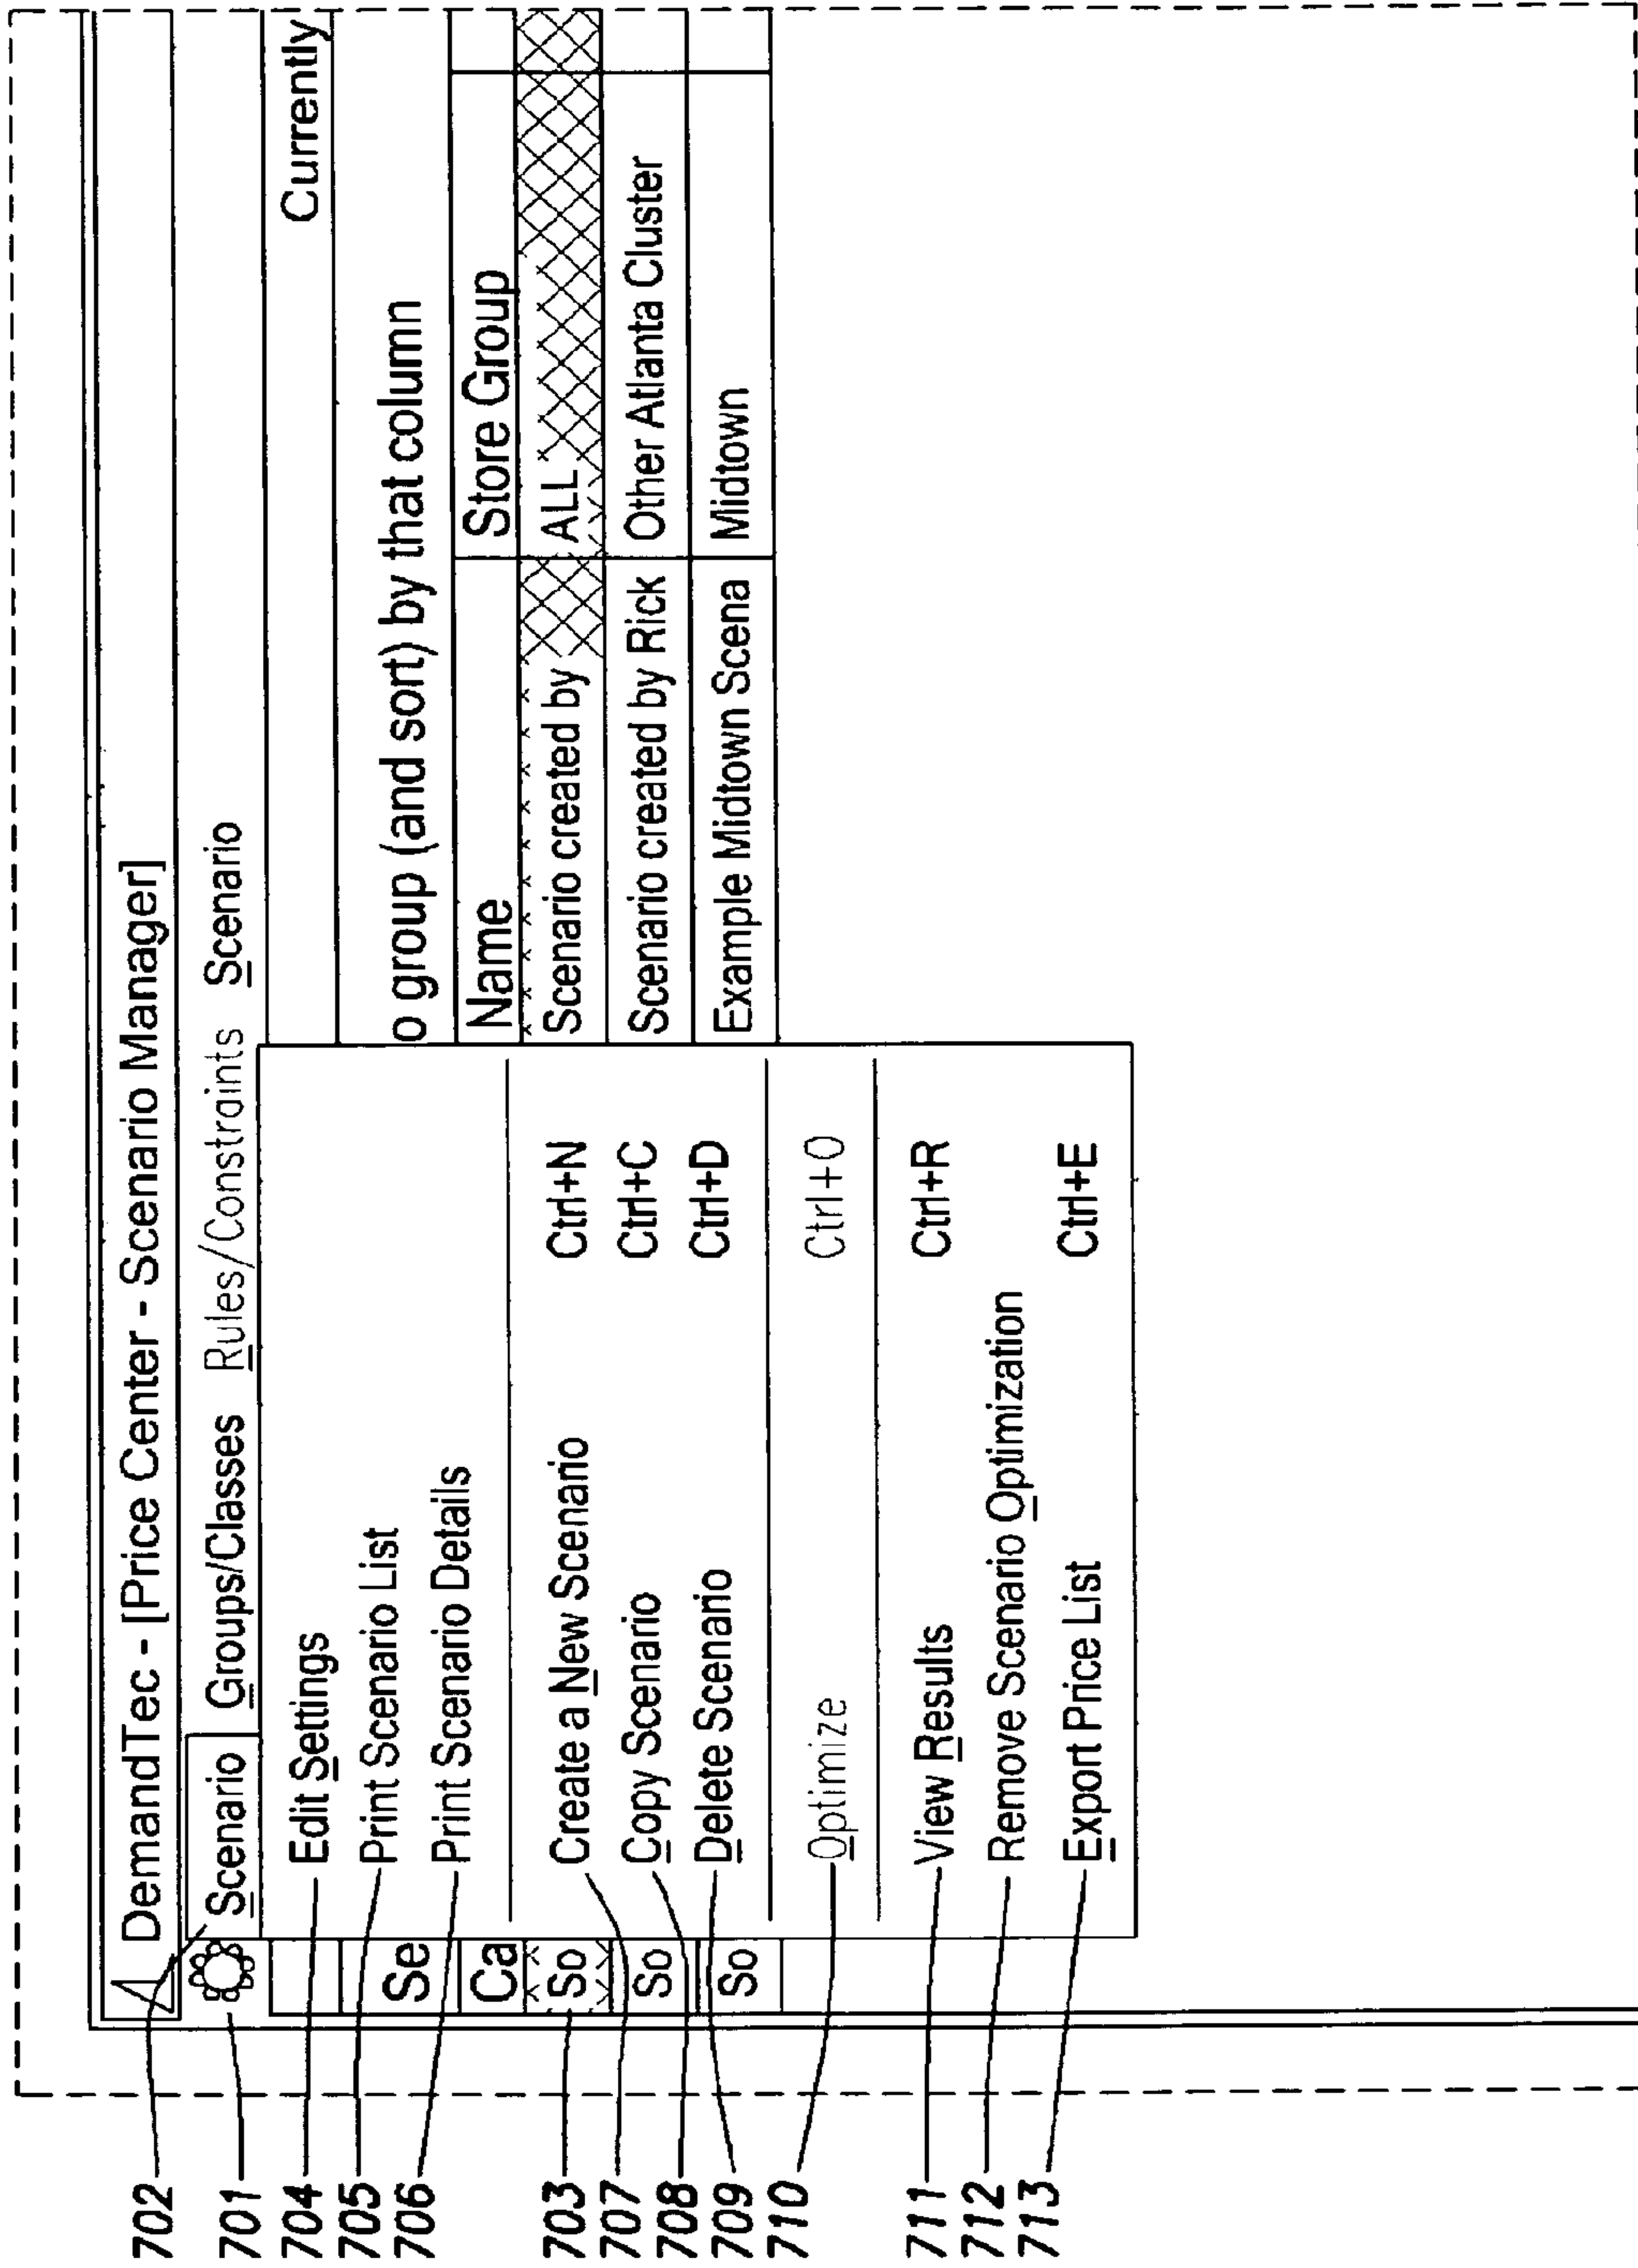 DemandTec - [Price Center - Scenario Manager]
Scenario Groups/Classes Rules/Constraints Scenario
Currently
Edit Settings
Print Scenario List
Print Scenario Details
Create a New Scenario Ctrl+N
Copy Scenario Ctrl+C
Delete Scenario Ctrl+D
Optimize Ctrl+O
View Results Ctrl+R
Remove Scenario Optimization
Export Price List Ctrl+E
Se o group (and sort) by that column
Ca Name Store Group
So Scenario created by ALL
So Scenario created by Rick Other Atlanta Cluster
So Example Midtown Scena Midtown
702
701
704
705
706
703
707
708
709
710
711
712
713